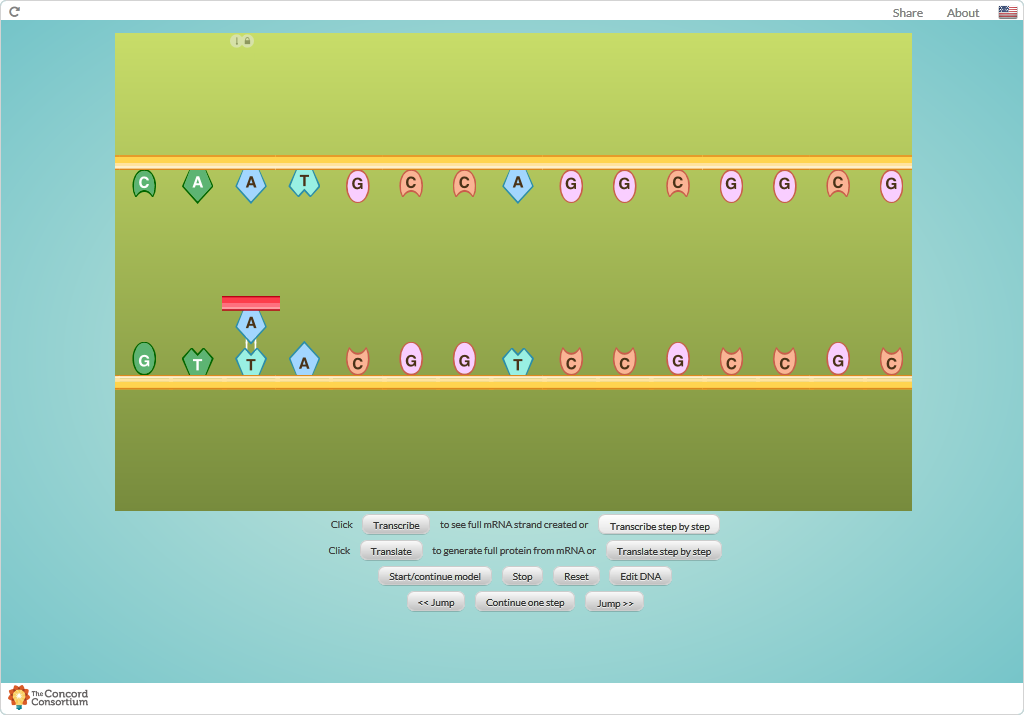 Share About
C A A T G C C A G G C G G C G
A
G T T A C G G T C C G C C G C
Click Transcribe to see full mRNA strand created or Transcribe step by step
Click Translate to generate full protein from mRNA or Translate step by step
Start/continue model Stop Reset Edit DNA
<< Jump Continue one step Jump >>
The Concord
Consortium